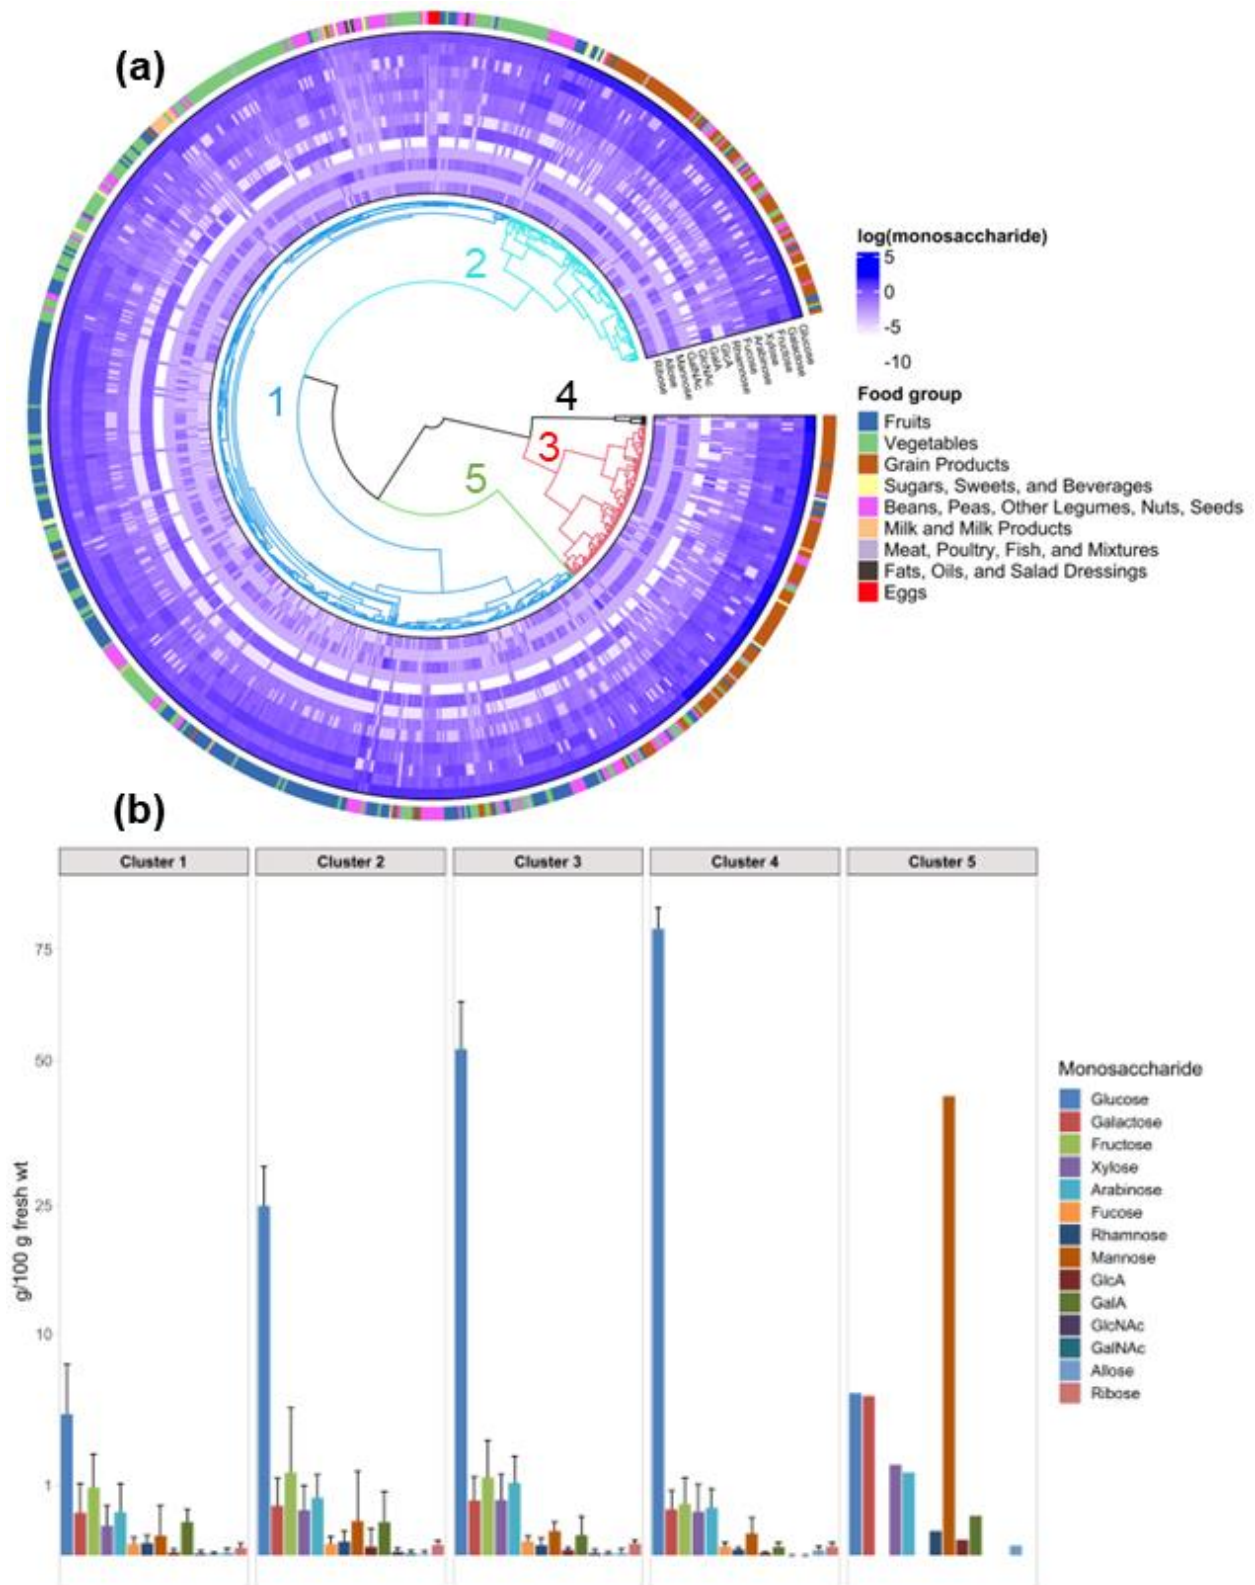 (a)
1
2
3
4
5
Ribose
Allose
Mannose
GalNAc
GlcNAc
GalA
GlcA
Rhamnose
Fucose
Arabinose
Xylose
Fructose
Galactose
Glucose
log(monosaccharide)
5
0
-5
-10
Food group
Fruits
Vegetables
Grain Products
Sugars, Sweets, and Beverages
Beans, Peas, Other Legumes, Nuts, Seeds
Milk and Milk Products
Meat, Poultry, Fish, and Mixtures
Fats, Oils, and Salad Dressings
Eggs
(b)
Cluster 1
Cluster 2
Cluster 3
Cluster 4
Cluster 5
g/100 g fresh wt
75
50
25
10
1
Monosaccharide
Glucose
Galactose
Fructose
Xylose
Arabinose
Fucose
Rhamnose
Mannose
GlcA
GalA
GlcNAc
GalNAc
Allose
Ribose